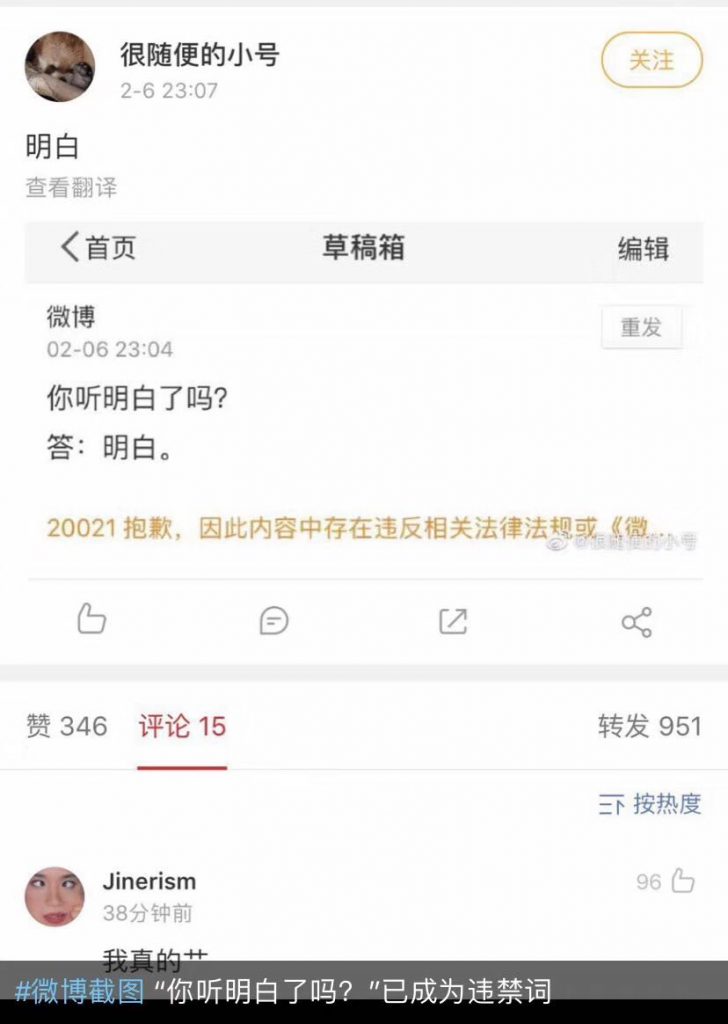 很随便的小号
关注
2-6 23:07
明白
查看翻译
首页
草稿箱
编辑
微博
02-06 23:04
重发
你听明白了吗?
答：明白。
20021 抱歉，因此内容中存在违反相关法律法规或《微...
@很随便的小号
赞 346
评论 15
转发 951
按热度
Jinerism
96
38分钟前
我真的艹
#微博截图 “你听明白了吗？”已成为违禁词